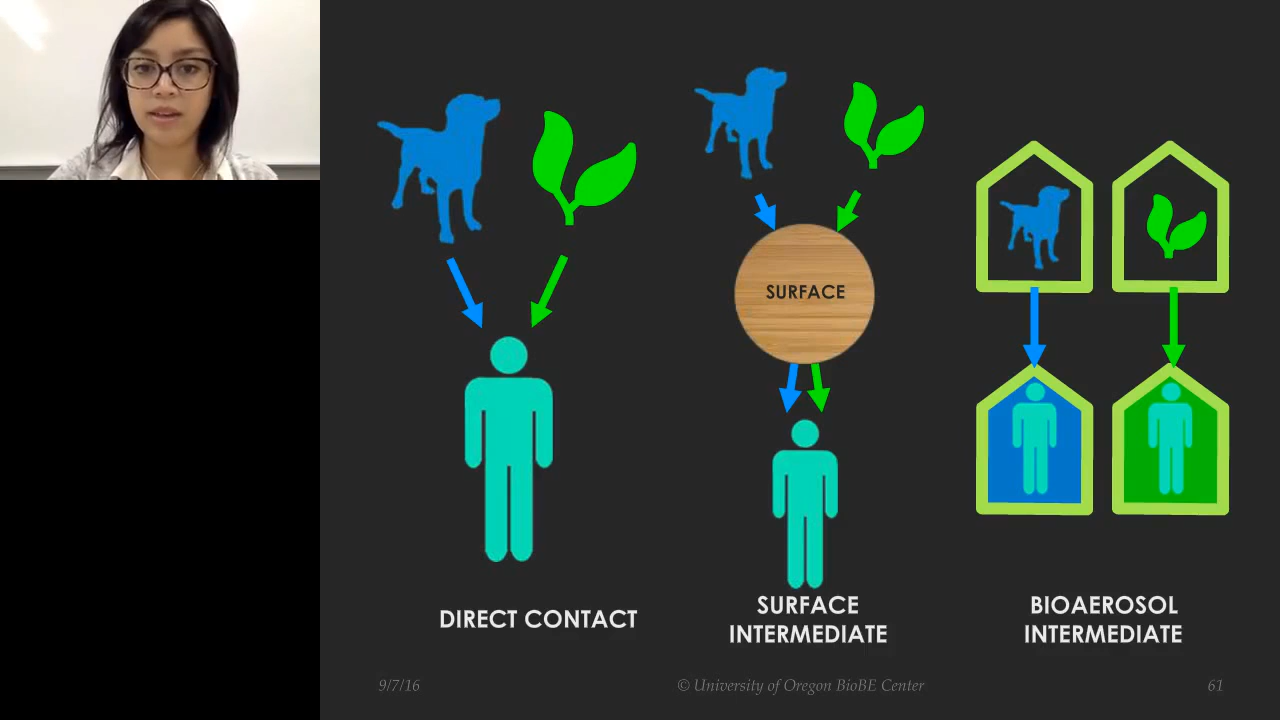 SURFACE
DIRECT CONTACT
SURFACE
INTERMEDIATE
BIOAEROSOL
INTERMEDIATE
9/7/16
© University of Oregon BioBE Center
61